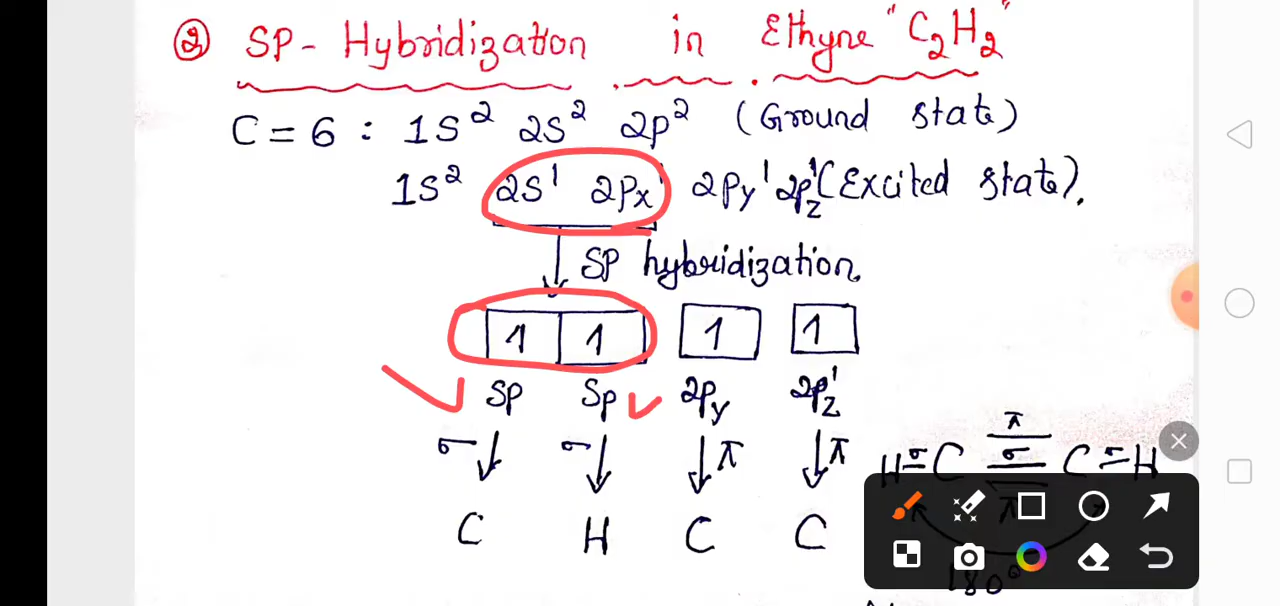 ② SP-Hybridization in Ethyne "C₂H₂"
C = 6 : 1S² 2S² 2P² (Ground state)
1S² 2S¹ 2Px¹ 2Py¹ 2Pz¹ (Excited state).
SP hybridization.
1 1 1 1
SP SP 2Py 2Pz¹
σ σ π π
π
H σ C σ C σ H
π
C H C C
180°